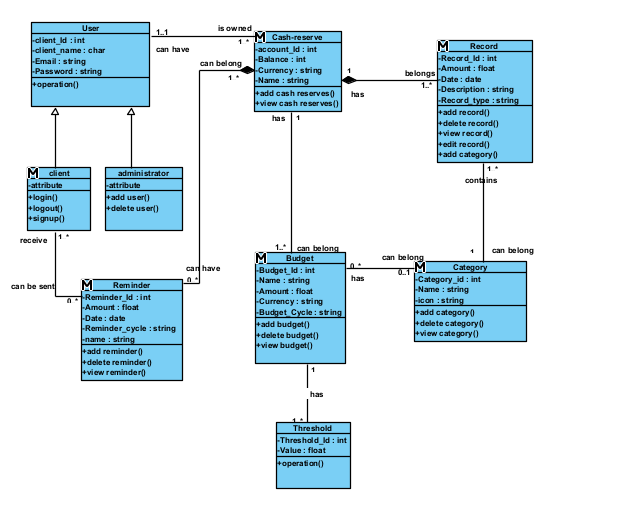 User
-client_Id : int
-client_name : char
-Email : string
-Password : string
+operation()
1..1
is owned
can have
1 *
M
Cash-reserve
-account_Id : int
-Balance : int
-Currency : string
-Name : string
+add cash reserves()
+view cash reserves()
can belong
1 *
1
belongs
1..*
has
M
Record
-Record_Id : int
-Amount : float
-Date : date
-Description : string
-Record_type : string
+add record()
+delete record()
+view record()
+edit record()
+add category()
has
1
M
client
-attribute
+login()
+logout()
+signup()
administrator
-attribute
+add user()
+delete user()
1 *
contains
receive
1 *
can be sent
0 *
can have
0 *
M
Reminder
-Reminder_Id : int
-Amount : float
-Date : date
-Reminder_cycle : string
-name : string
+add reminder()
+delete reminder()
+view reminder()
1..*
can belong
M
Budget
-Budget_Id : int
-Name : string
-Amount : float
-Currency : string
-Budget_Cycle : string
+add budget()
+delete budget()
+view budget()
0 *
can belong
has
0..1
1
can belong
M
Category
-Category_id : int
-Name : string
-icon : string
+add category()
+delete category()
+view category()
1
has
1 *
Threshold
-Threshold_Id : int
-Value : float
+operation()